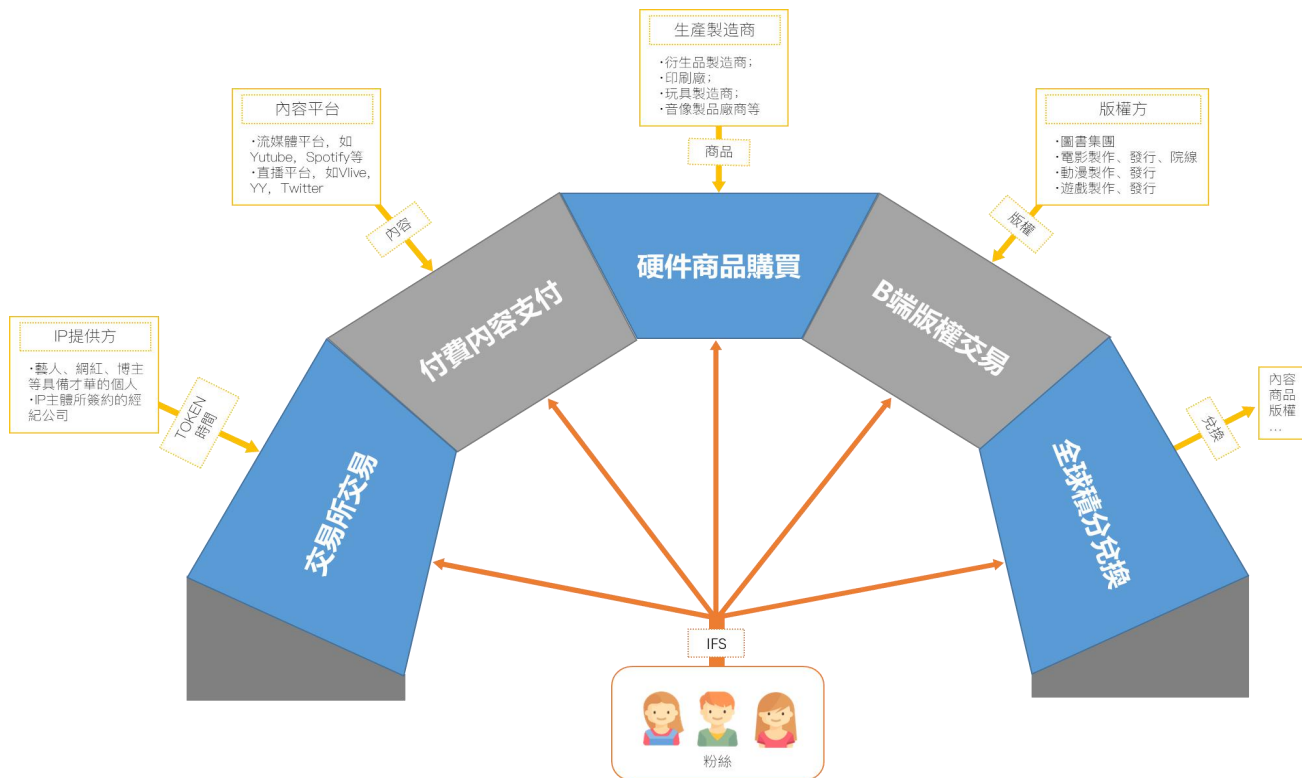 生產製造商
·衍生品製造商；
·印刷廠；
·玩具製造商；
·音像製品廠商等
商品
內容平台
·流媒體平台，如
Yutube，Spotify等
·直播平台，如Vlive，
YY，Twitter
內容
版權方
·圖書集團
·電影製作、發行、院線
·動漫製作、發行
·遊戲製作、發行
版權
IP提供方
·藝人、網紅、博主
等具備才華的個人
·IP主體所簽約的經
紀公司
TOKEN
時間
交易所交易
付費內容支付
硬件商品購買
B端版權交易
全球積分兌換
兌換
內容
商品
版權
...
IFS
粉絲